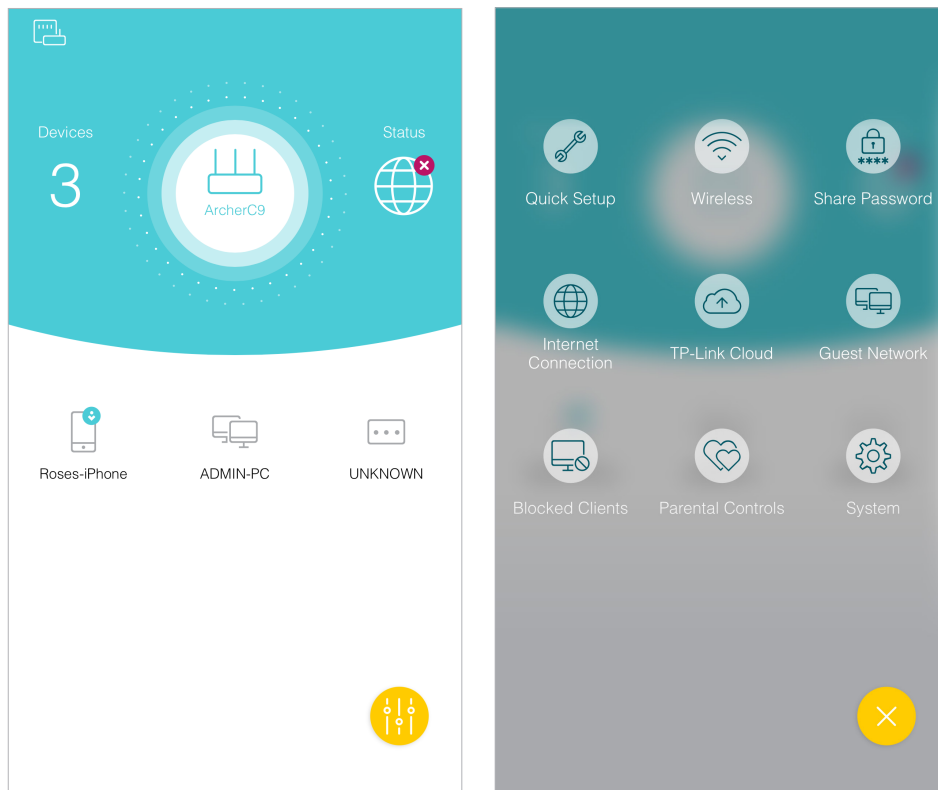 Devices
Status
3
ArcherC9
Roses-iPhone
ADMIN-PC
UNKNOWN
Quick Setup
Wireless
****
Share Password
Internet
Connection
TP-Link Cloud
Guest Network
Blocked Clients
Parental Controls
System